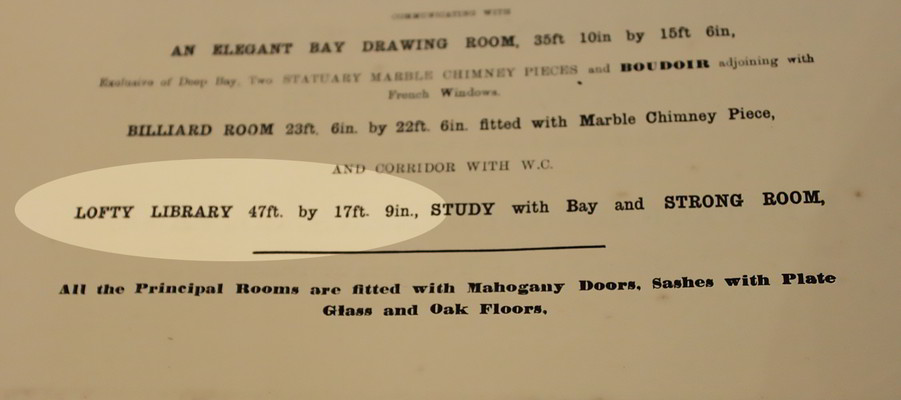 COMMUNICATING WITH
AN ELEGANT BAY DRAWING ROOM, 35ft 10in by 15ft 6in,
Exclusive of Deep Bay, Two STATUARY MARBLE CHIMNEY PIECES and BOUDOIR adjoining with
French Windows.
BILLIARD ROOM 23ft. 6in. by 22ft. 6in. fitted with Marble Chimney Piece,
AND CORRIDOR WITH W.C.
LOFTY LIBRARY 47ft. by 17ft. 9in., STUDY with Bay and STRONG ROOM,
All the Principal Rooms are fitted with Mahogany Doors, Sashes with Plate
Glass and Oak Floors,